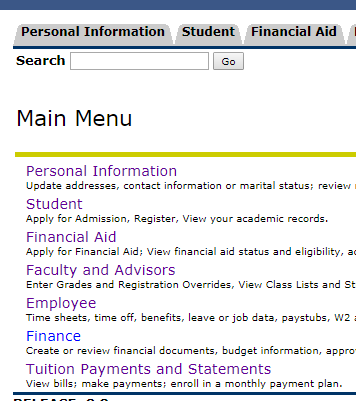 Personal Information Student Financial Aid
Search Go
Main Menu
Personal Information
Update addresses, contact information or marital status; review
Student
Apply for Admission, Register, View your academic records.
Financial Aid
Apply for Financial Aid; View financial aid status and eligibility,
Faculty and Advisors
Enter Grades and Registration Overrides, View Class Lists and
Employee
Time sheets, time off, benefits, leave or job data, paystubs, W2
Finance
Create or review financial documents, budget information,
Tuition Payments and Statements
View bills; make payments; enroll in a monthly payment plan.
RELEASE: 8.8